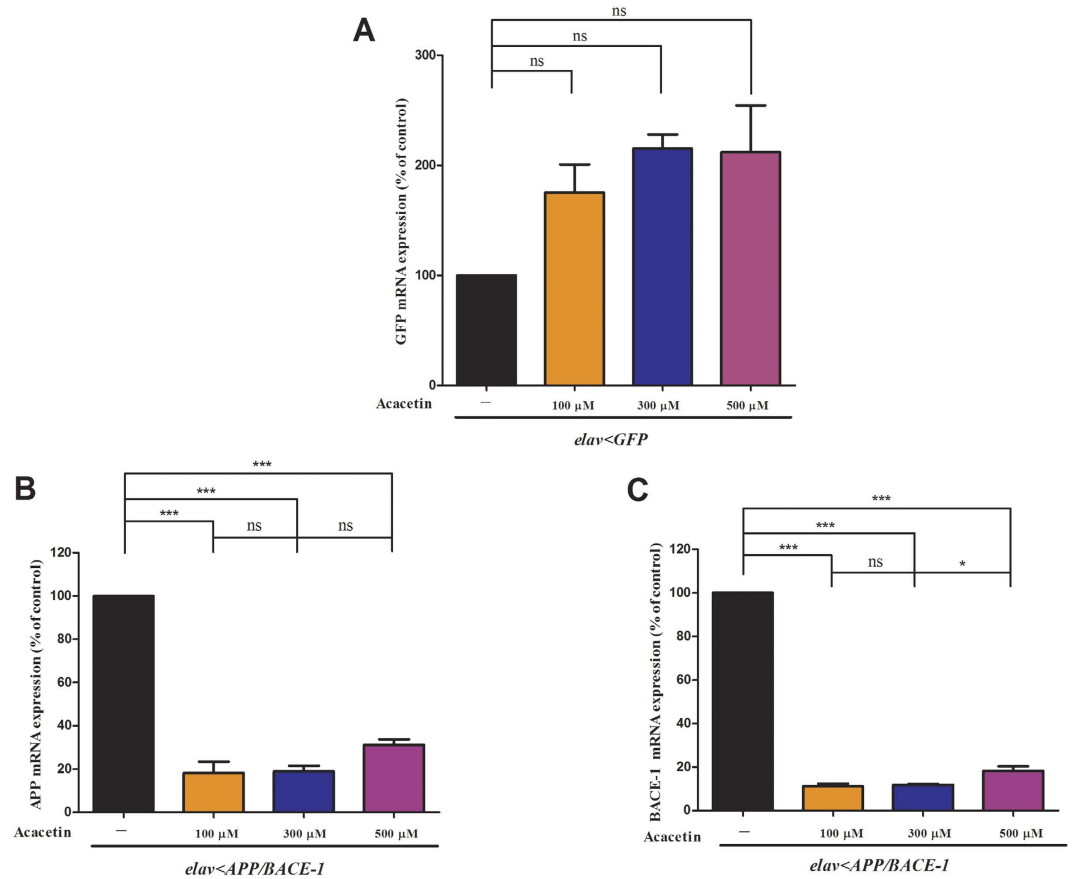 A
ns
ns
ns
GFP mRNA expression (% of control)
300
200
100
0
Acacetin – 100 µM 300 µM 500 µM
elav<GFP
B
***
***
*** ns ns
APP mRNA expression (% of control)
120
100
80
60
40
20
0
Acacetin – 100 µM 300 µM 500 µM
elav<APP/BACE-1
C
***
***
*** ns *
BACE-1 mRNA expression (% of control)
120
100
80
60
40
20
0
Acacetin – 100 µM 300 µM 500 µM
elav<APP/BACE-1